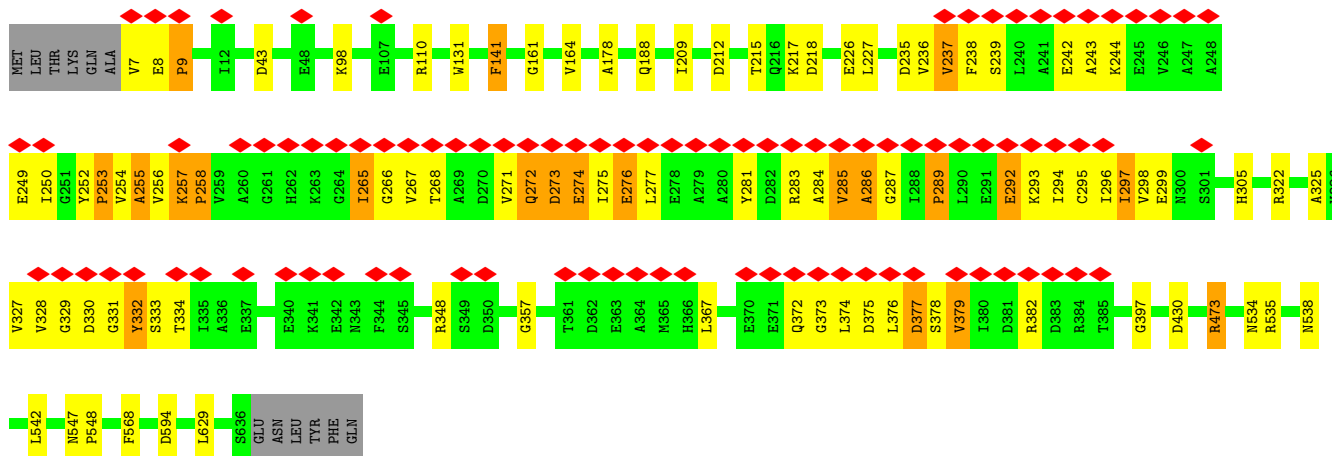 MET LEU THR LYS GLN ALA V7 E8 P9 I12 D43 E48 K98 E107 R110 W131 F141 G161 V164 A178 Q188 I209 D212 T215 Q216 K217 D218 E226 L227 D235 V236 V237 F238 S239 L240 A241 E242 A243 K244 E245 V246 A247 A248
E249 I250 G251 Y252 P253 V254 A255 V256 K257 P258 V259 A260 G261 H262 K263 G264 I265 G266 V267 T268 A269 D270 V271 Q272 D273 E274 I275 E276 L277 E278 A279 A280 Y281 D282 R283 A284 V285 A286 G287 I288 P289 L290 E291 E292 K293 I294 C295 I296 I297 V298 E299 N300 S301 H305 R322 A325
V327 V328 G329 D330 G331 Y332 S333 T334 I335 A336 E337 E340 K341 E342 N343 F344 S345 R348 S349 D350 G357 T361 D362 E363 A364 M365 H366 L367 E370 E371 Q372 G373 L374 D375 L376 D377 S378 V379 I380 D381 R382 D383 R384 T385 G397 D430 R473 N534 R535 N538
L542 N547 P548 F568 D594 L629 S636 GLU ASN LEU TYR PHE GLN